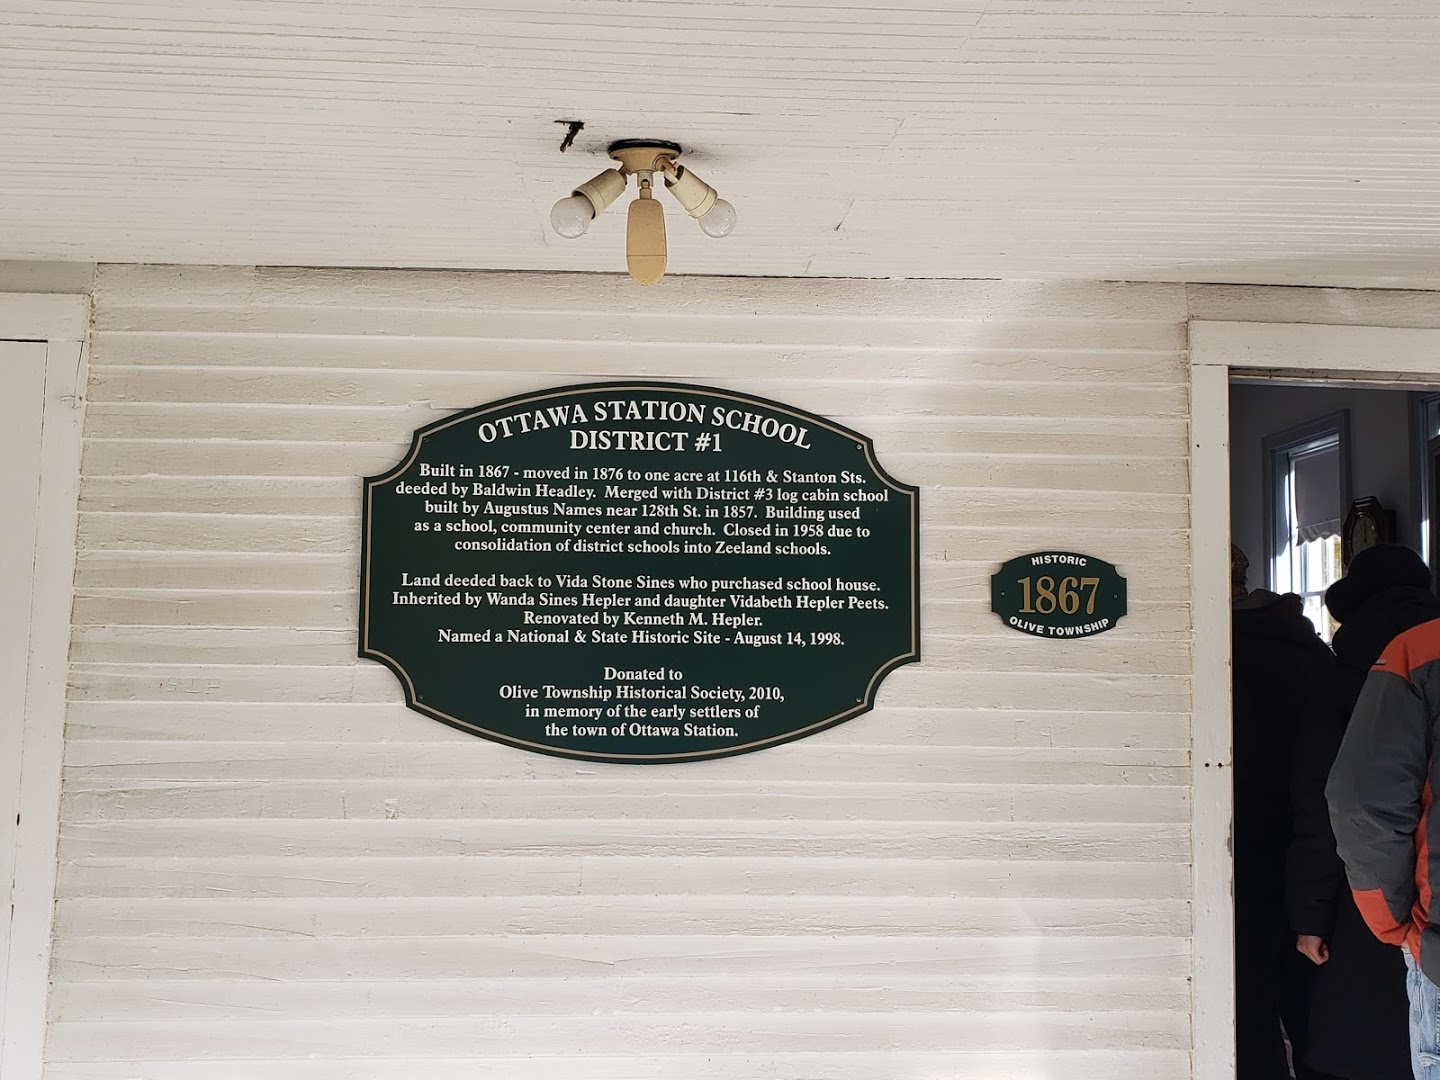 OTTAWA STATION SCHOOL
DISTRICT #1
Built in 1867 - moved in 1876 to one acre at 116th & Stanton Sts.
deeded by Baldwin Headley. Merged with District #3 log cabin school
built by Augustus Names near 128th St. in 1857. Building used
as a school, community center and church. Closed in 1958 due to
consolidation of district schools into Zeeland schools.
Land deeded back to Vida Stone Sines who purchased school house.
Inherited by Wanda Sines Hepler and daughter Vidabeth Hepler Peets.
Renovated by Kenneth M. Hepler.
Named a National & State Historic Site - August 14, 1998.
Donated to
Olive Township Historical Society, 2010,
in memory of the early settlers of
the town of Ottawa Station.
HISTORIC
1867
OLIVE TOWNSHIP